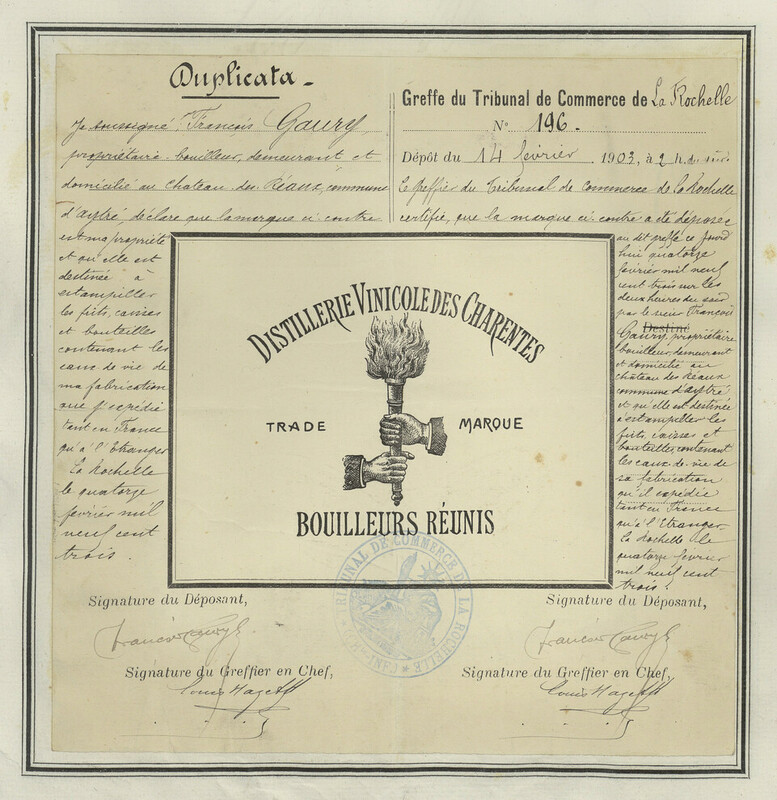 Duplicata -
Je soussigné, François Gaury,
propriétaire bouilleur, demeurant et
domicilié au château des Réaux, commune
d'aytré, déclare que la marque ci contre
est ma propriété
et qu'elle est
destinée à
estampiller
les fûts, caisses
et bouteilles
contenant les
eaux de vie de
ma fabrication
que j'expédie
tant en France
qu'à l'Etranger
La Rochelle
le quatorze
février mil
neuf cent
trois.
Greffe du Tribunal de Commerce de La Rochelle
N° 196.
Dépôt du 14 février 1903, à 2 h. du soir
Le greffier du Tribunal de Commerce de La Rochelle
certifie, que la marque ci contre a été déposée
au dit greffe ce jourd
hui quatorze
février mil neuf
cent trois sur les
deux heures du soir
par le sieur François
Destiné
Gaury, propriétaire
bouilleur, demeurant
et domicilié au
château des Réaux
commune d'aytré
et qu'elle est destinée
à estampiller les
fûts, caisses et
bouteilles, contenant
les eaux de vie de
sa fabrication
qu'il expédie
tant en France
qu'à l'Etranger
La Rochelle le
quatorze février
mil neuf cent
trois.
DISTILLERIE VINICOLE DES CHARENTES
TRADE MARQUE
BOUILLEURS RÉUNIS
TRIBUNAL DE COMMERCE DE LA ROCHELLE
Signature du Déposant,
François Gaury
Signature du Greffier en Chef,
Signature du Déposant,
François Gaury
Signature du Greffier en Chef,